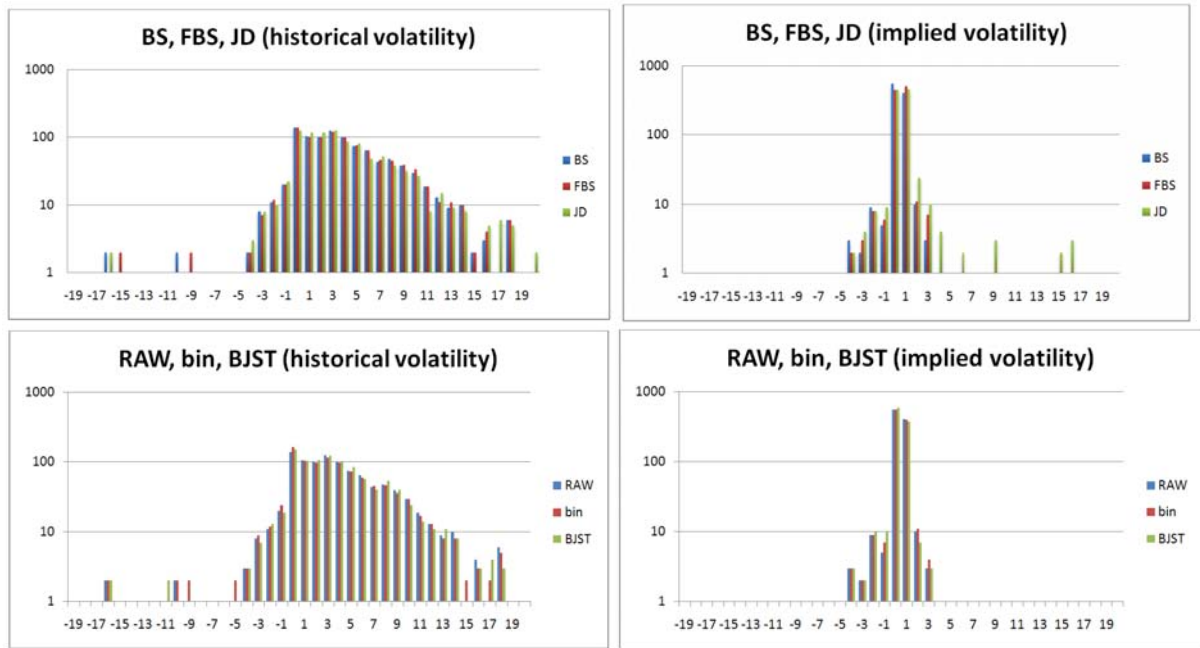 BS, FBS, JD (historical volatility)
1000
100
10
1
-19 -17 -15 -13 -11 -9 -7 -5 -3 -1 1 3 5 7 9 11 13 15 17 19
BS
FBS
JD
BS, FBS, JD (implied volatility)
1000
100
10
1
-19 -17 -15 -13 -11 -9 -7 -5 -3 -1 1 3 5 7 9 11 13 15 17 19
BS
FBS
JD
RAW, bin, BJST (historical volatility)
1000
100
10
1
-19 -17 -15 -13 -11 -9 -7 -5 -3 -1 1 3 5 7 9 11 13 15 17 19
RAW
bin
BJST
RAW, bin, BJST (implied volatility)
1000
100
10
1
-19 -17 -15 -13 -11 -9 -7 -5 -3 -1 1 3 5 7 9 11 13 15 17 19
RAW
bin
BJST